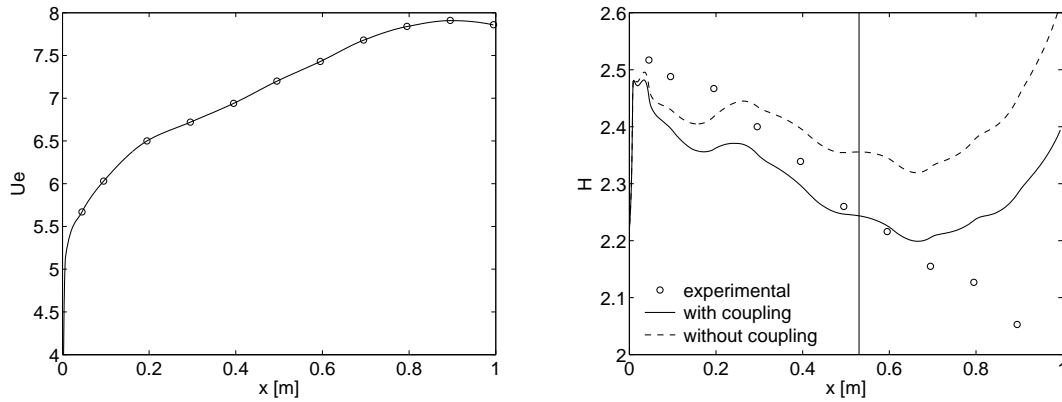 8
7.5
7
6.5
6
5.5
5
4.5
4
0 0.2 0.4 0.6 0.8 1
x [m]
Ue
2.6
2.5
2.4
2.3
2.2
2.1
2
0 0.2 0.4 0.6 0.8 1
x [m]
H
experimental
with coupling
without coupling